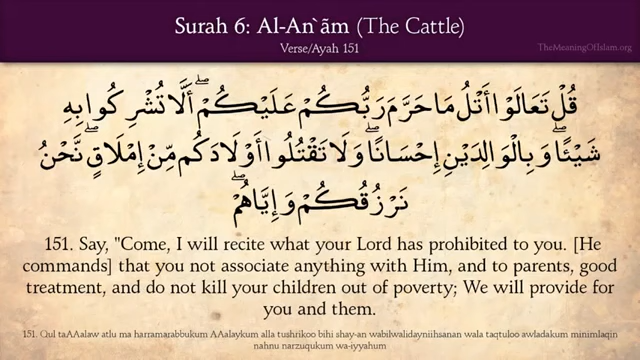 Surah 6: Al-An`ãm (The Cattle)
Verse/Ayah 151
TheMeaningOfIslam.org
قُلْ تَعَالَوْا أَتْلُ مَا حَرَّمَ رَبُّكُمْ عَلَيْكُمْ ۖ أَلَّا تُشْرِكُوا بِهِ
شَيْئًا ۖ وَبِالْوَالِدَيْنِ إِحْسَانًا ۖ وَلَا تَقْتُلُوا أَوْلَادَكُم مِّنْ إِمْلَاقٍ ۖ نَّحْنُ
نَرْزُقُكُمْ وَإِيَّاهُمْ ۖ
151. Say, "Come, I will recite what your Lord has prohibited to you. [He
commands] that you not associate anything with Him, and to parents, good
treatment, and do not kill your children out of poverty; We will provide for
you and them.
151. Qul taAAalaw atlu ma harramarabbukum AAalaykum alla tushrikoo bihi shay-an wabilwalidayniihsanan wala taqtuloo awladakum minimlaqin
nahnu narzuqukum wa-iyyahum